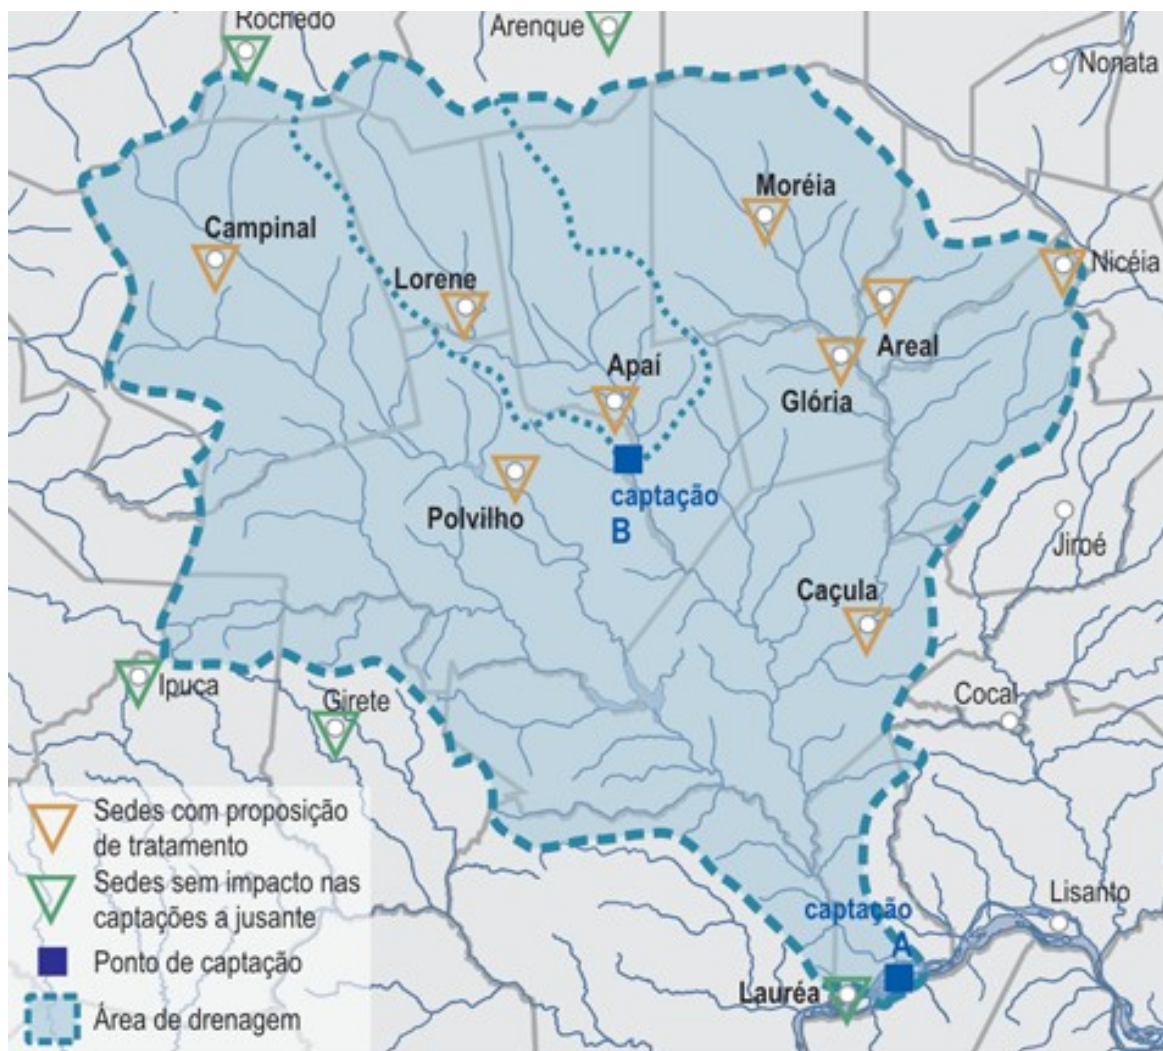 Rochedo
Arenque
Nonata
Moréia
Campinal
Nicéia
Lorene
Areal
Apaí
Glória
captação
B
Polvilho
Jiroé
Caçula
Ipuca
Girete
Cocal
Sedes com proposição
de tratamento
Sedes sem impacto nas
captações a jusante
Ponto de captação
Área de drenagem
Lisanto
captação
A
Lauréa